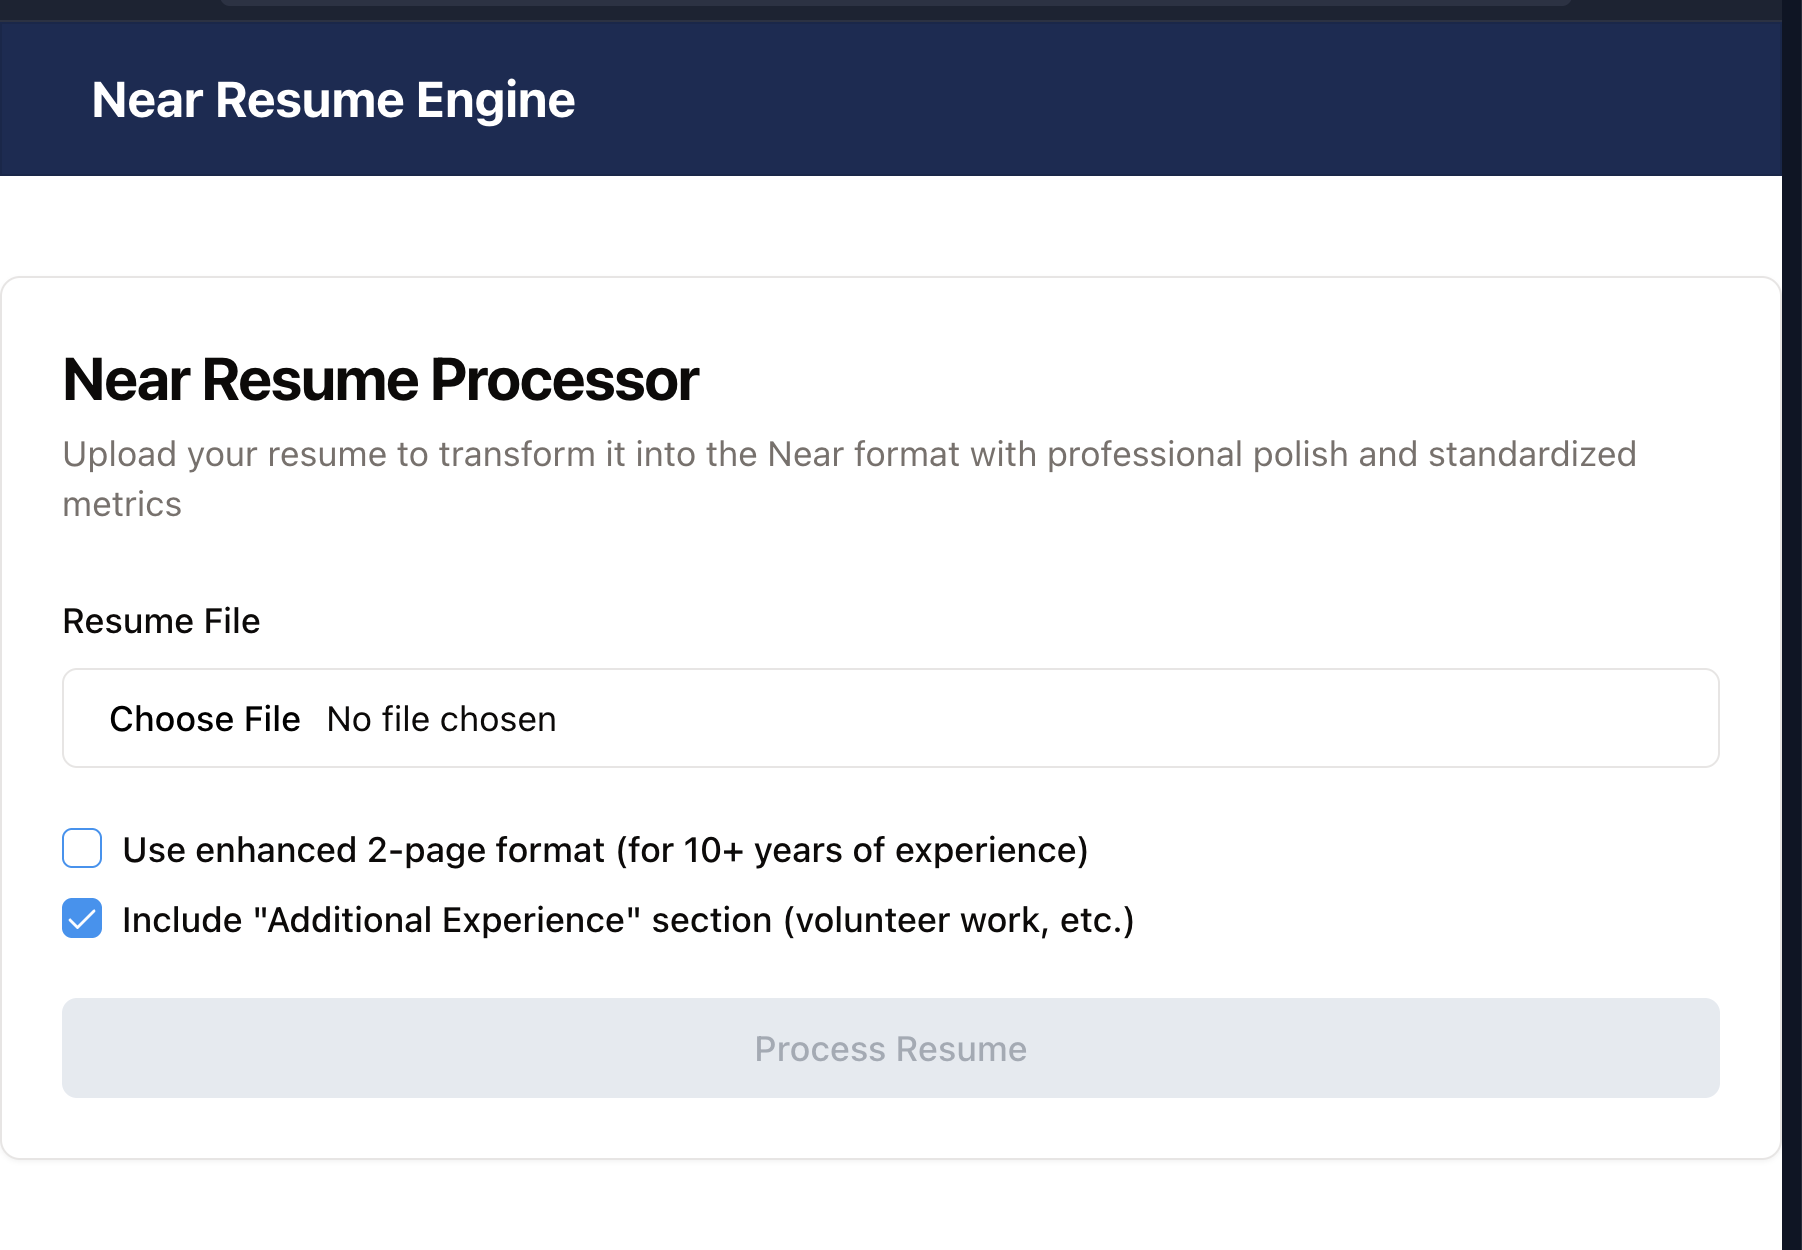 Near Resume Engine
Near Resume Processor
Upload your resume to transform it into the Near format with professional polish and standardized
metrics
Resume File
Choose File No file chosen
Use enhanced 2-page format (for 10+ years of experience)
Include "Additional Experience" section (volunteer work, etc.)
Process Resume